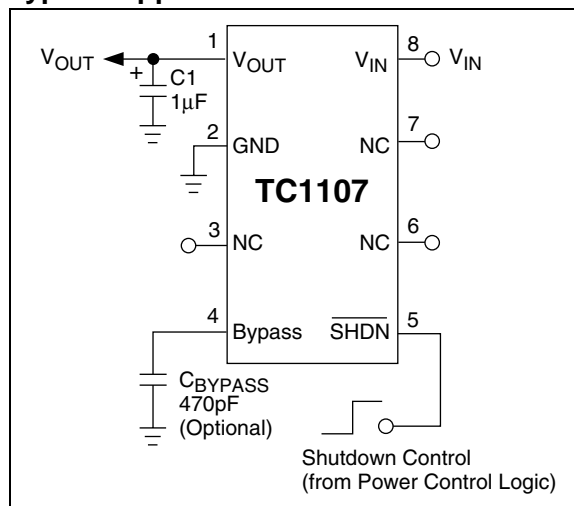 1
8
V_OUT
V_OUT
V_IN
V_IN
+
C1
1μF
7
2
GND
NC
TC1107
3
NC
6
NC
4
Bypass
SHDN
5
C_BYPASS
470pF
(Optional)
Shutdown Control
(from Power Control Logic)